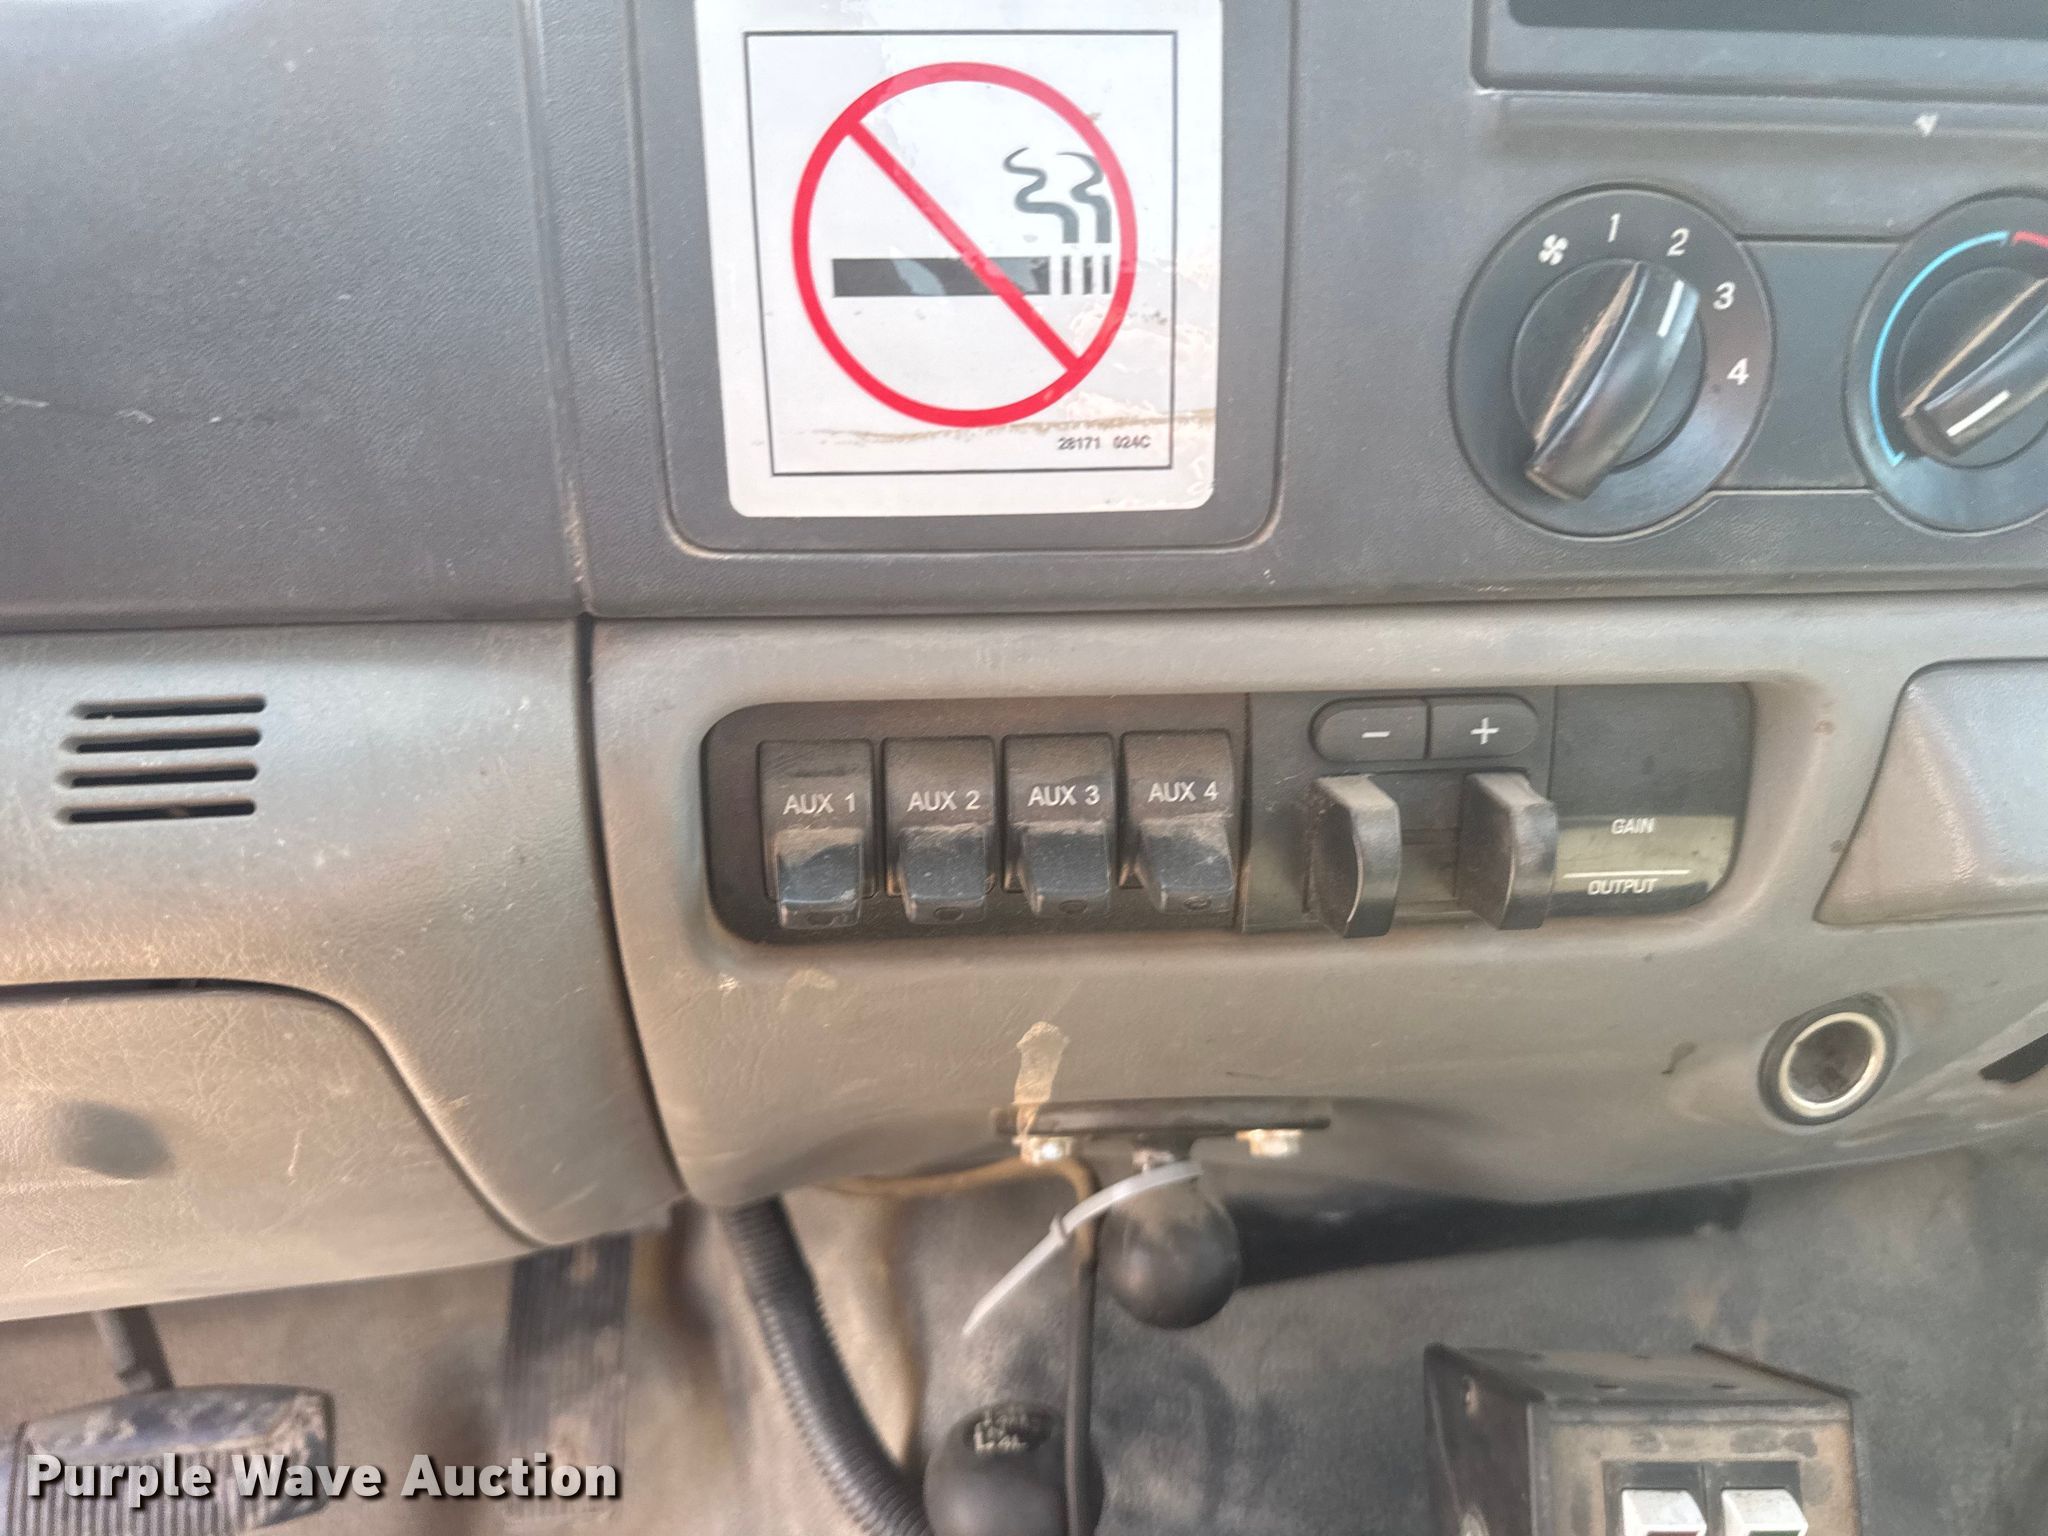 28171 024C
1 2 3 4
AUX 1 AUX 2 AUX 3 AUX 4
- +
GAIN
OUTPUT
Purple Wave Auction